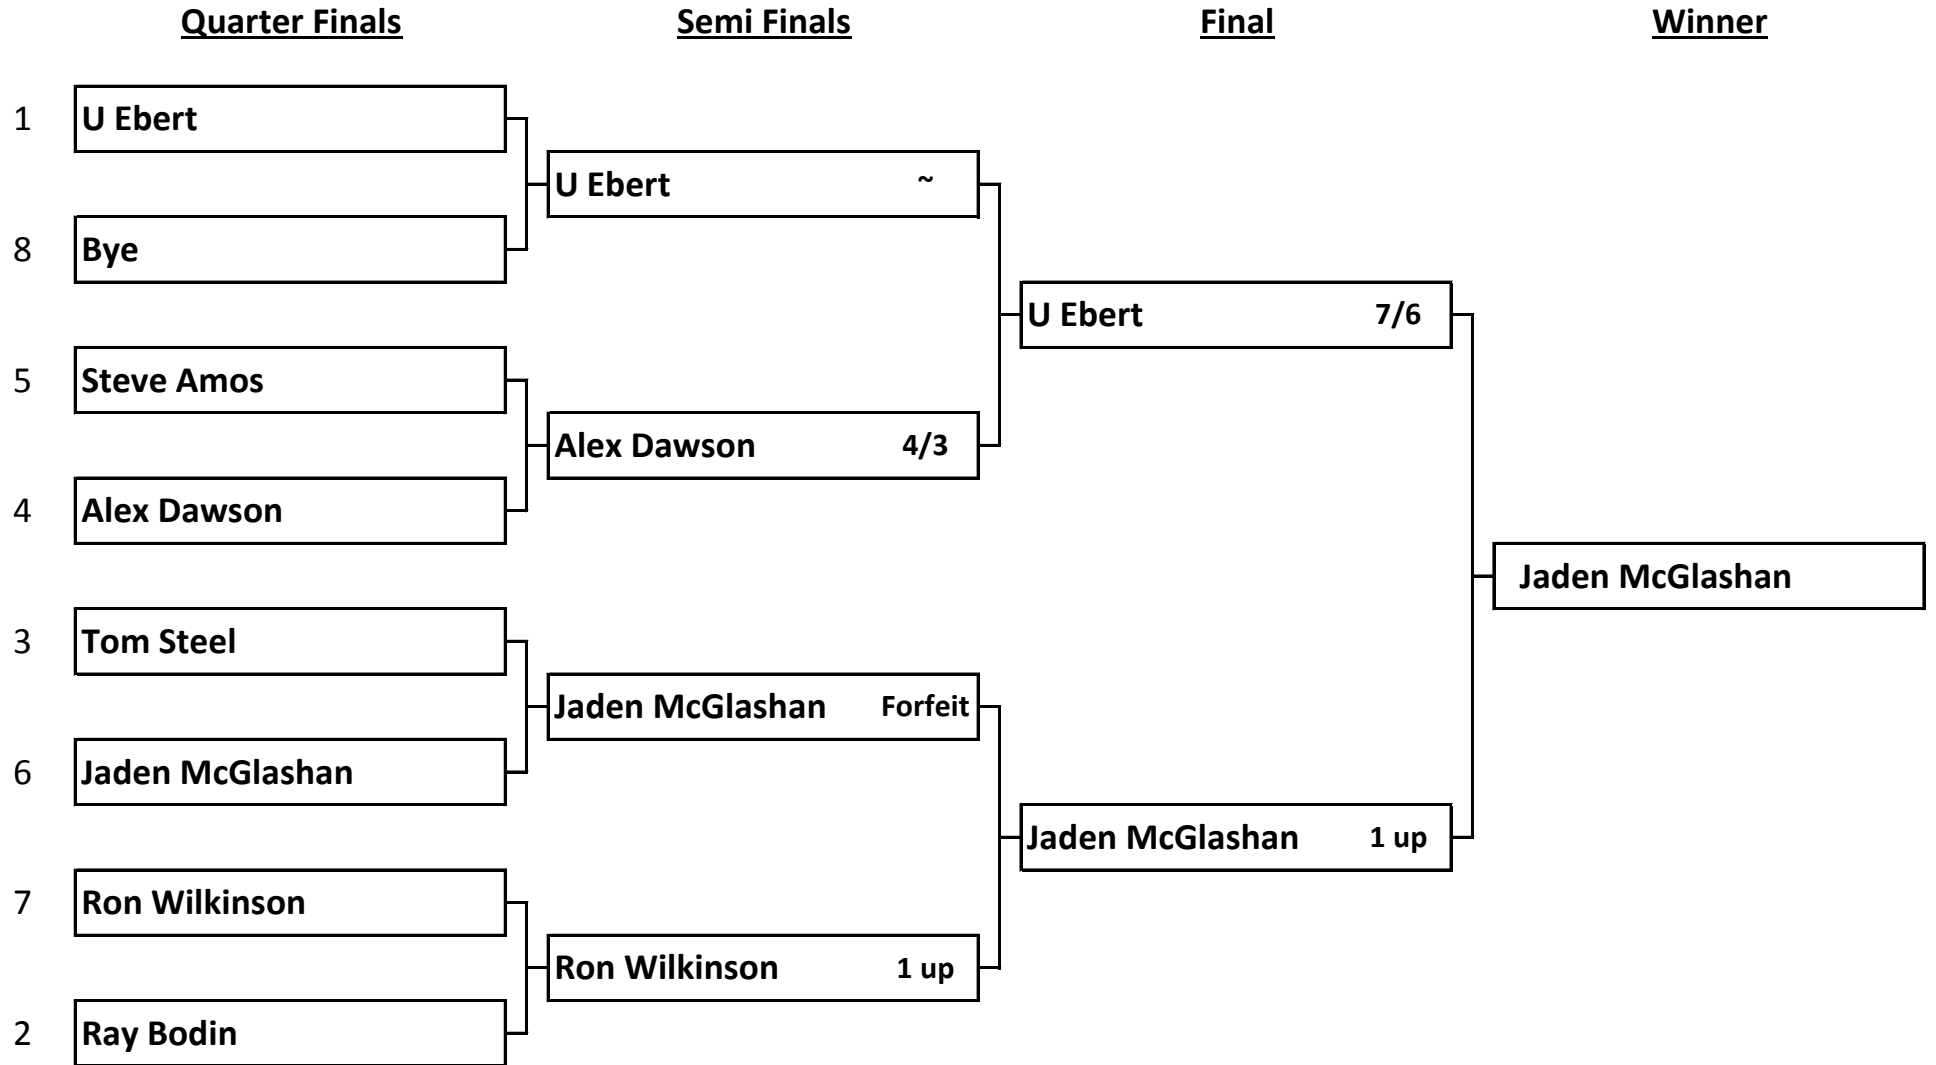 Quarter Finals Semi Finals Final Winner
1 U Ebert
U Ebert ~
8 Bye
U Ebert 7/6
5 Steve Amos
Alex Dawson 4/3
4 Alex Dawson
Jaden McGlashan
3 Tom Steel
Jaden McGlashan Forfeit
6 Jaden McGlashan
Jaden McGlashan 1 up
7 Ron Wilkinson
Ron Wilkinson 1 up
2 Ray Bodin